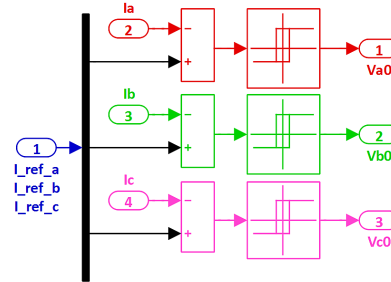 Ia
2
−
+
1
Va0
Ib
3
−
+
2
Vb0
1
I_ref_a
I_ref_b
I_ref_c
Ic
4
−
+
3
Vc0